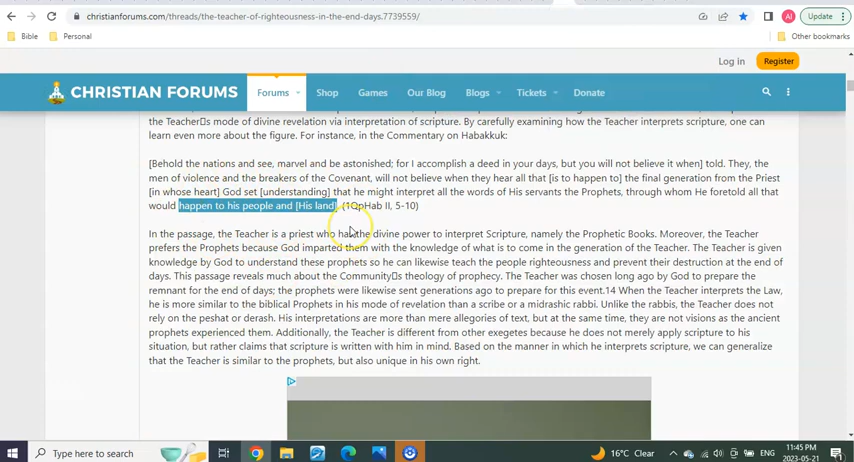 christianforums.com/threads/the-teacher-of-righteousness-in-the-end-days.7739559/
AI
Update
Bible
Personal
Other bookmarks
Log in
Register
CHRISTIAN FORUMS
Forums
Shop
Games
Our Blog
Blogs
Tickets
Donate
the Teacher▯s mode of divine revelation via interpretation of scripture. By carefully examining how the Teacher interprets scripture, one can
learn even more about the figure. For instance, in the Commentary on Habakkuk:
[Behold the nations and see, marvel and be astonished; for I accomplish a deed in your days, but you will not believe it when] told. They, the
men of violence and the breakers of the Covenant, will not believe when they hear all that [is to happen to] the final generation from the Priest
[in whose heart] God set [understanding] that he might interpret all the words of His servants the Prophets, through whom He foretold all that
would happen to his people and [His land]. (1QpHab II, 5-10)
In the passage, the Teacher is a priest who has the divine power to interpret Scripture, namely the Prophetic Books. Moreover, the Teacher
prefers the Prophets because God imparted them with the knowledge of what is to come in the generation of the Teacher. The Teacher is given
knowledge by God to understand these prophets so he can likewise teach the people righteousness and prevent their destruction at the end of
days. This passage reveals much about the Community▯s theology of prophecy. The Teacher was chosen long ago by God to prepare the
remnant for the end of days; the prophets were likewise sent generations ago to prepare for this event.14 When the Teacher interprets the Law,
he is more similar to the biblical Prophets in his mode of revelation than a scribe or a midrashic rabbi. Unlike the rabbis, the Teacher does not
rely on the peshat or derash. His interpretations are more than mere allegories of text, but at the same time, they are not visions as the ancient
prophets experienced them. Additionally, the Teacher is different from other exegetes because he does not merely apply scripture to his
situation, but rather claims that scripture is written with him in mind. Based on the manner in which he interprets scripture, we can generalize
that the Teacher is similar to the prophets, but also unique in his own right.
Type here to search
16°C Clear
ENG
11:45 PM
2023-05-21